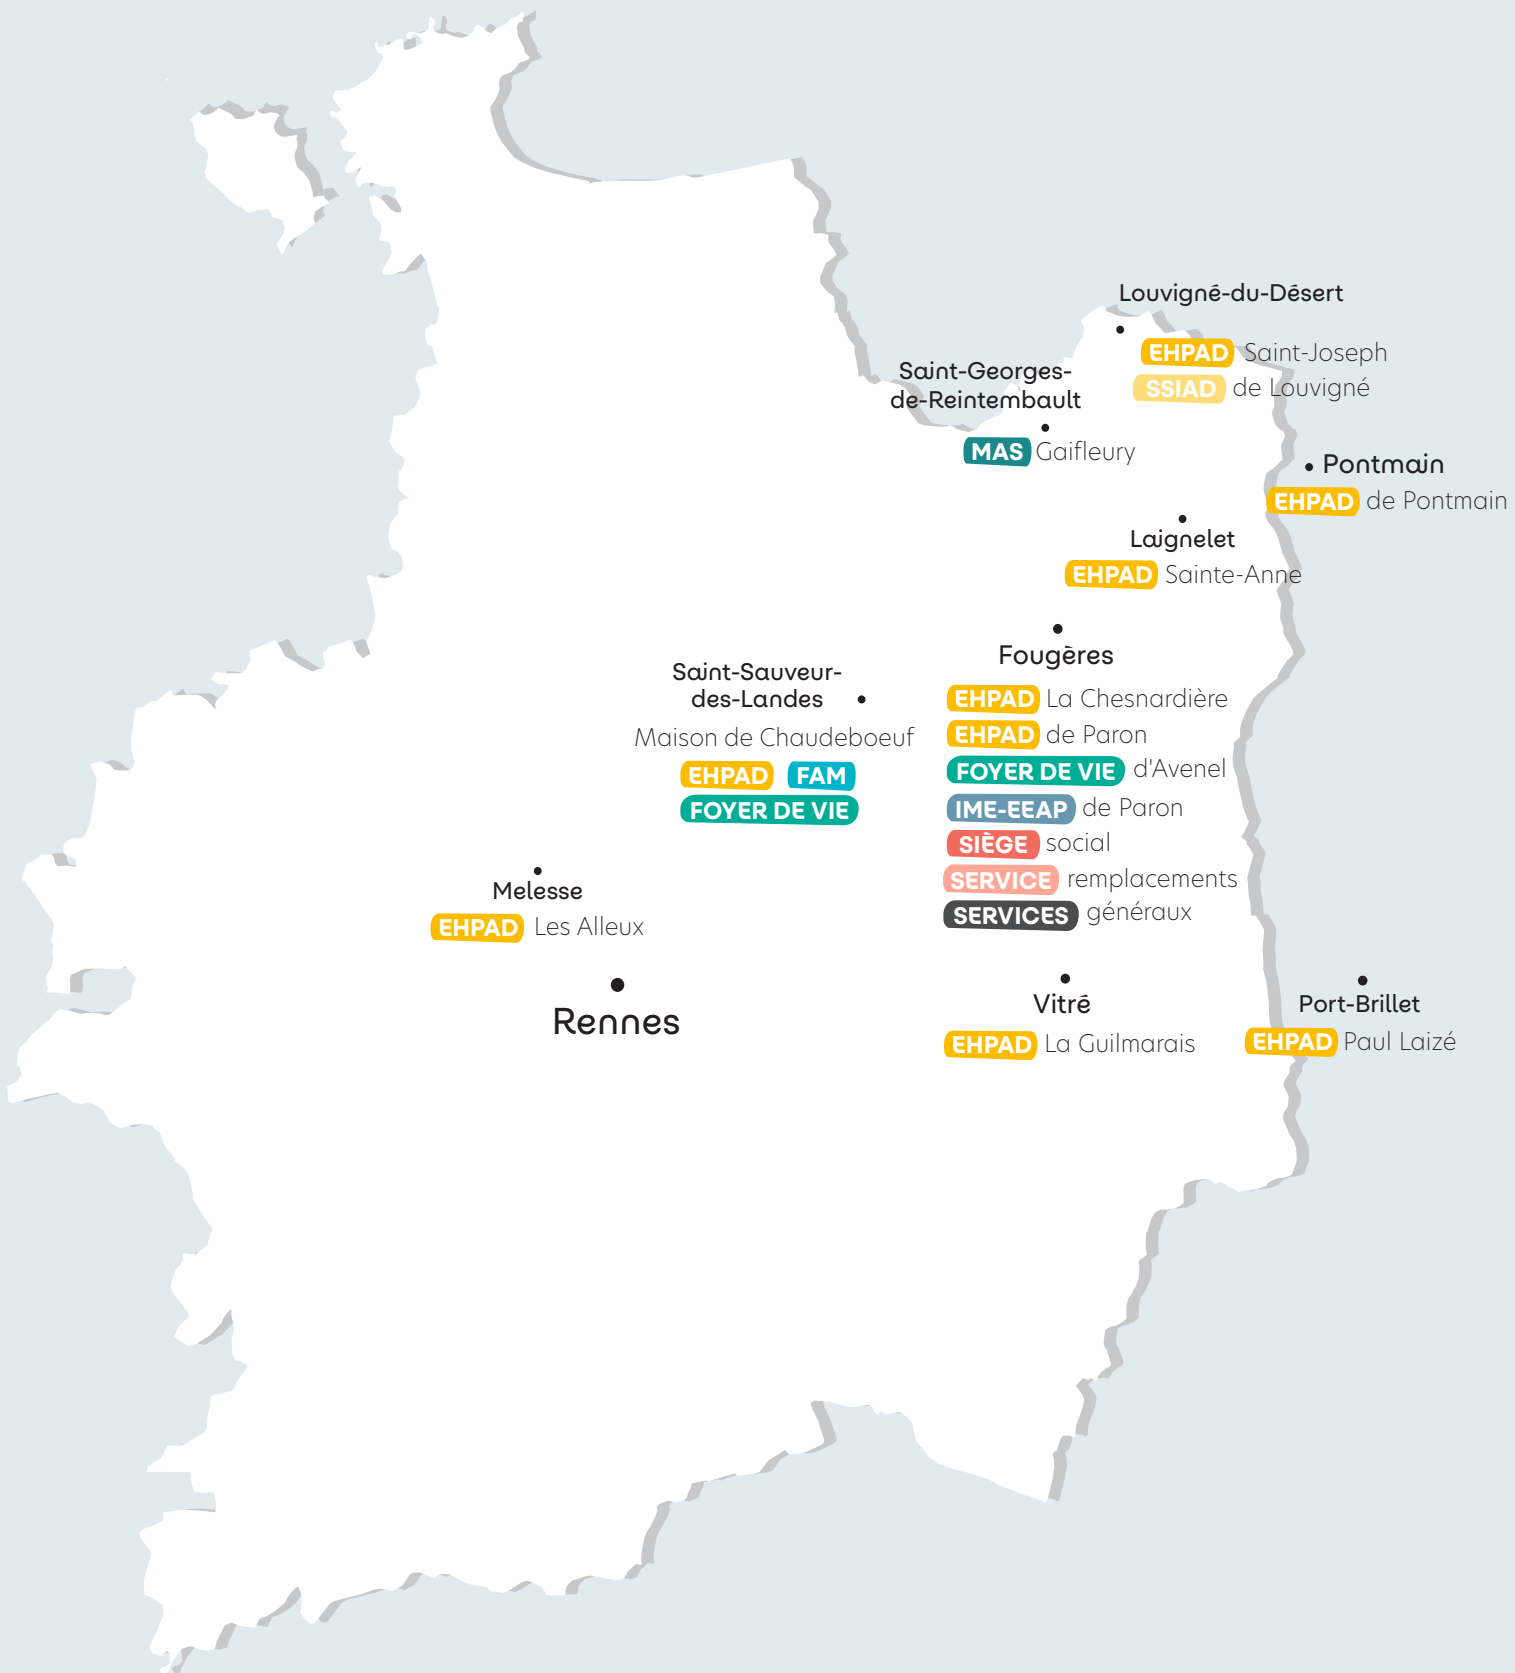 Louvigné-du-Désert
EHPAD Saint-Joseph
SSIAD de Louvigné
Saint-Georges-
de-Reintembault
MAS Gaifleury
Pontmain
EHPAD de Pontmain
Laignelet
EHPAD Sainte-Anne
Fougères
EHPAD La Chesnardière
EHPAD de Paron
FOYER DE VIE d'Avenel
IME-EEAP de Paron
SIÈGE social
SERVICE remplacements
SERVICES généraux
Saint-Sauveur-
des-Landes
Maison de Chaudeboeuf
EHPAD FAM
FOYER DE VIE
Melesse
EHPAD Les Alleux
Rennes
Vitré
EHPAD La Guilmarais
Port-Brillet
EHPAD Paul Laizé